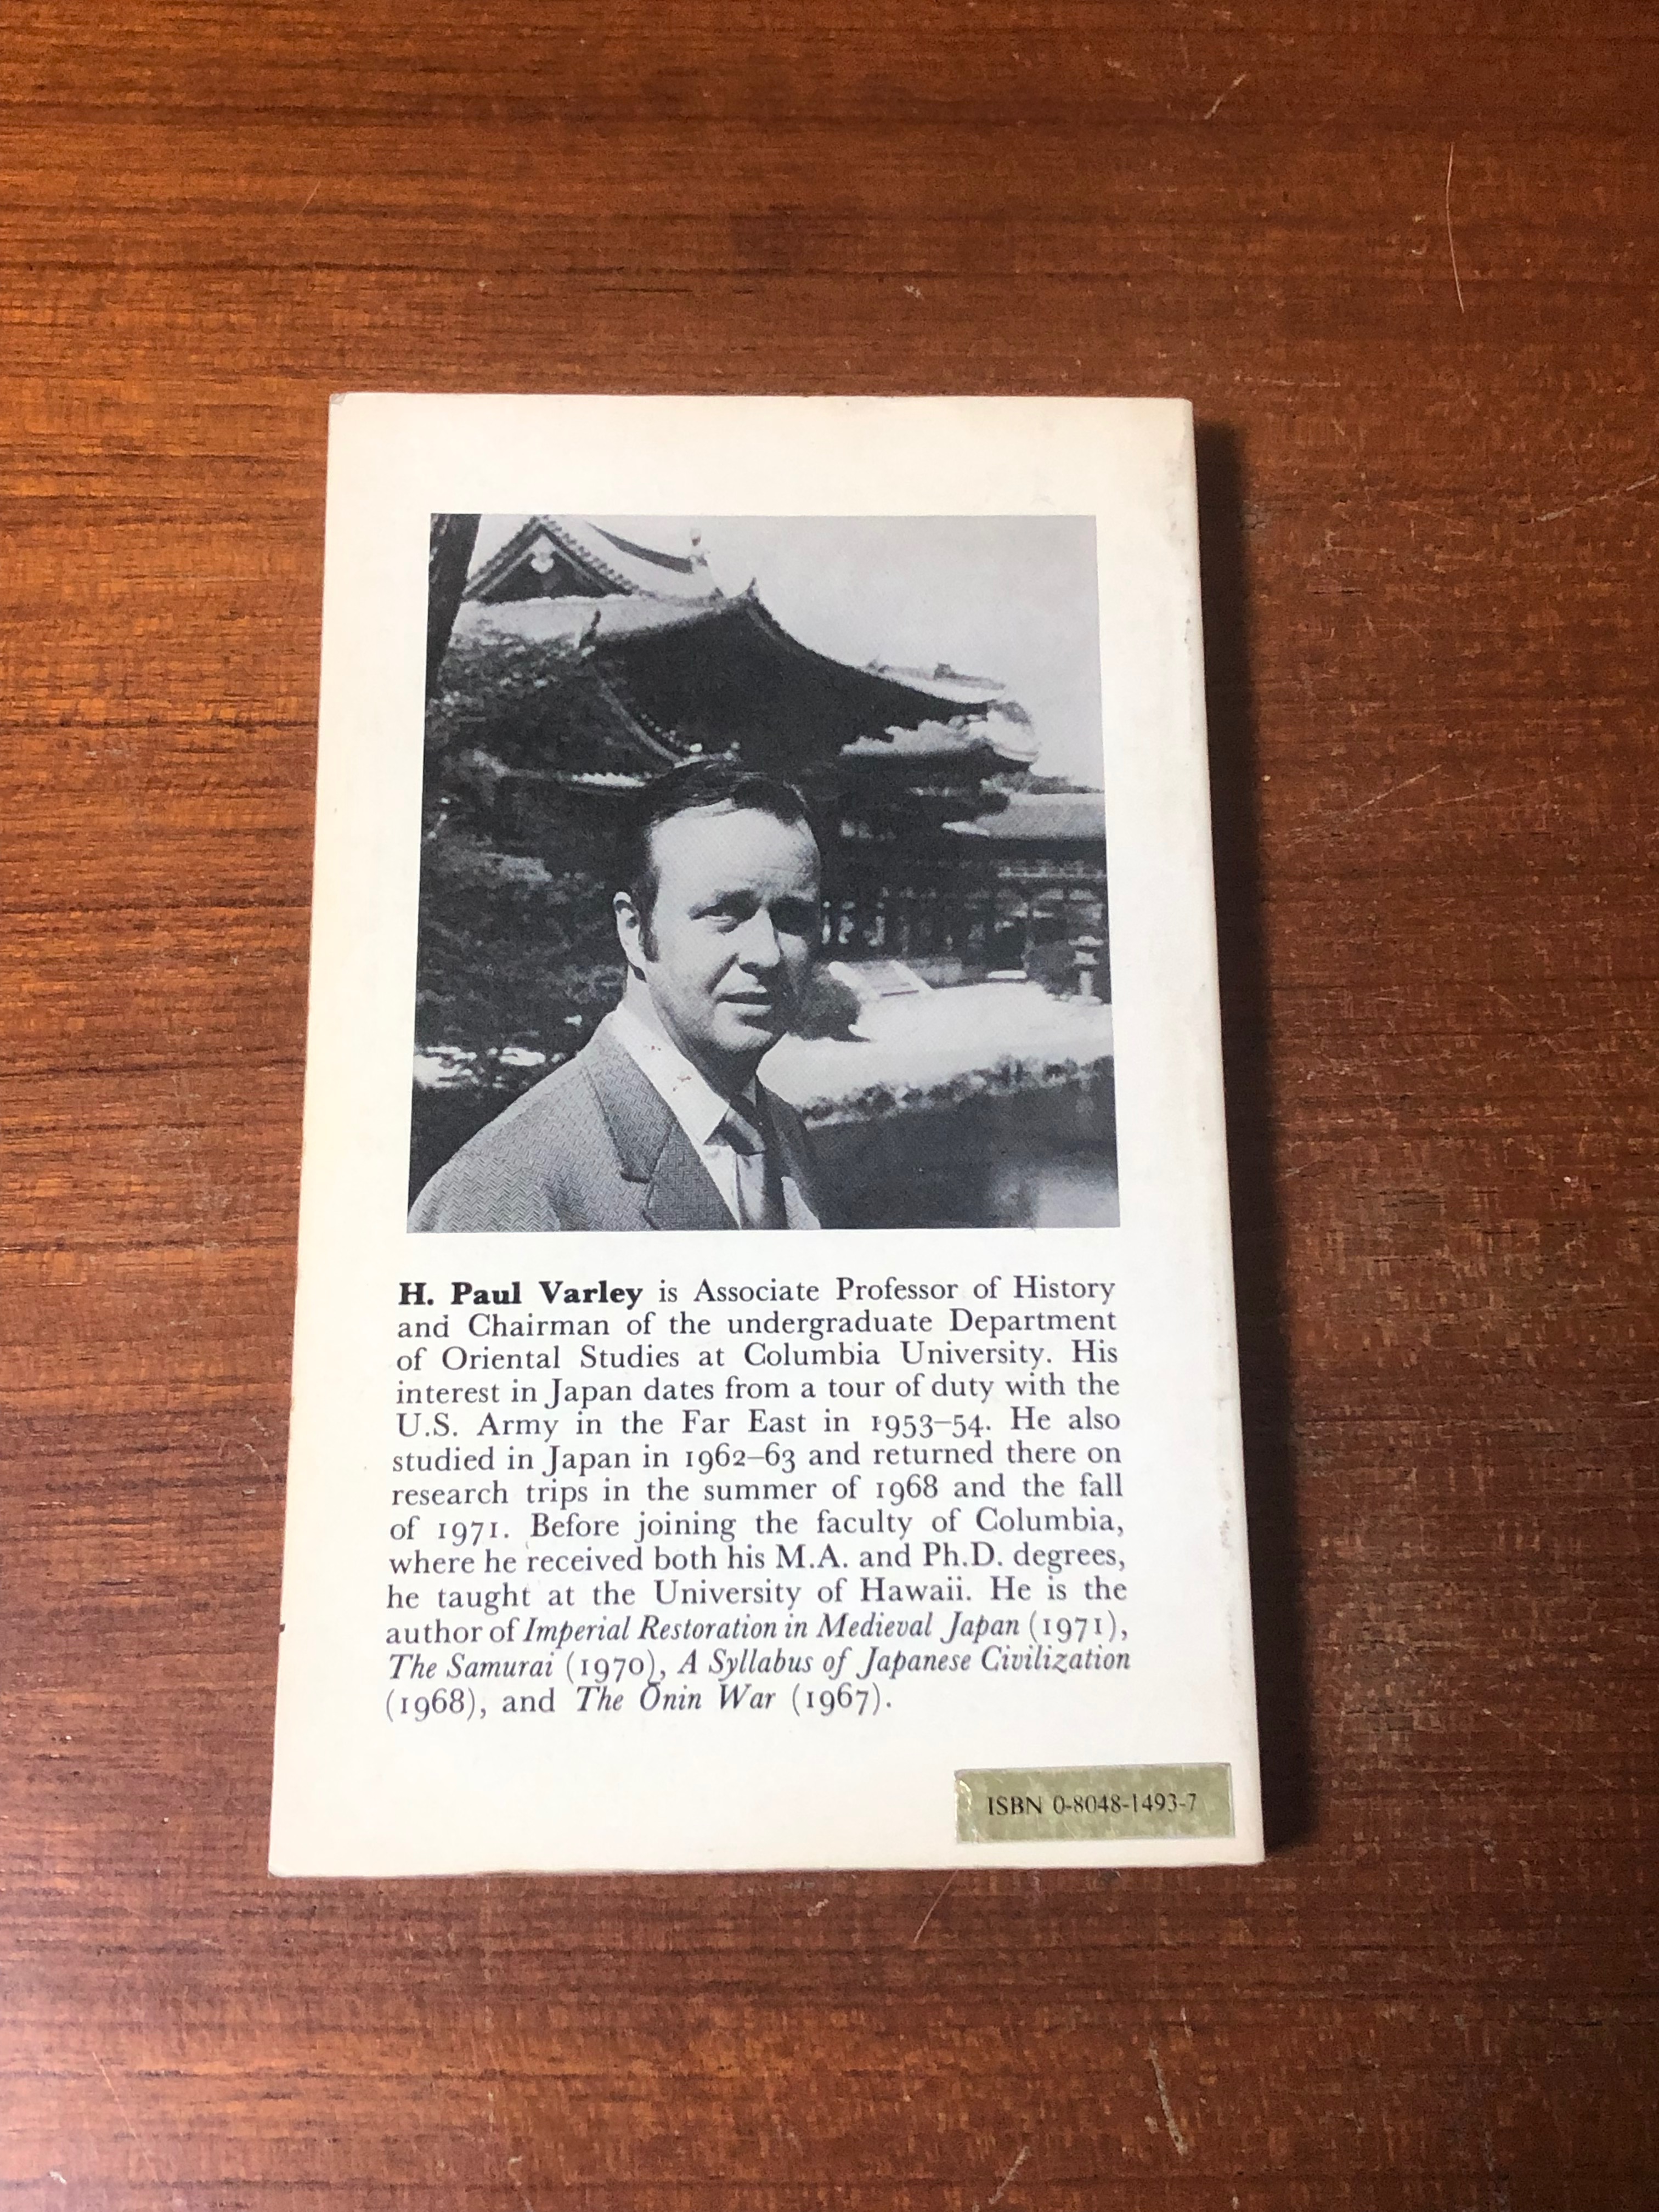 H. Paul Varley is Associate Professor of History
and Chairman of the undergraduate Department
of Oriental Studies at Columbia University. His
interest in Japan dates from a tour of duty with the
U.S. Army in the Far East in 1953–54. He also
studied in Japan in 1962–63 and returned there on
research trips in the summer of 1968 and the fall
of 1971. Before joining the faculty of Columbia,
where he received both his M.A. and Ph.D. degrees,
he taught at the University of Hawaii. He is the
author of Imperial Restoration in Medieval Japan (1971),
The Samurai (1970), A Syllabus of Japanese Civilization
(1968), and The Ōnin War (1967).
ISBN 0-8048-1493-7